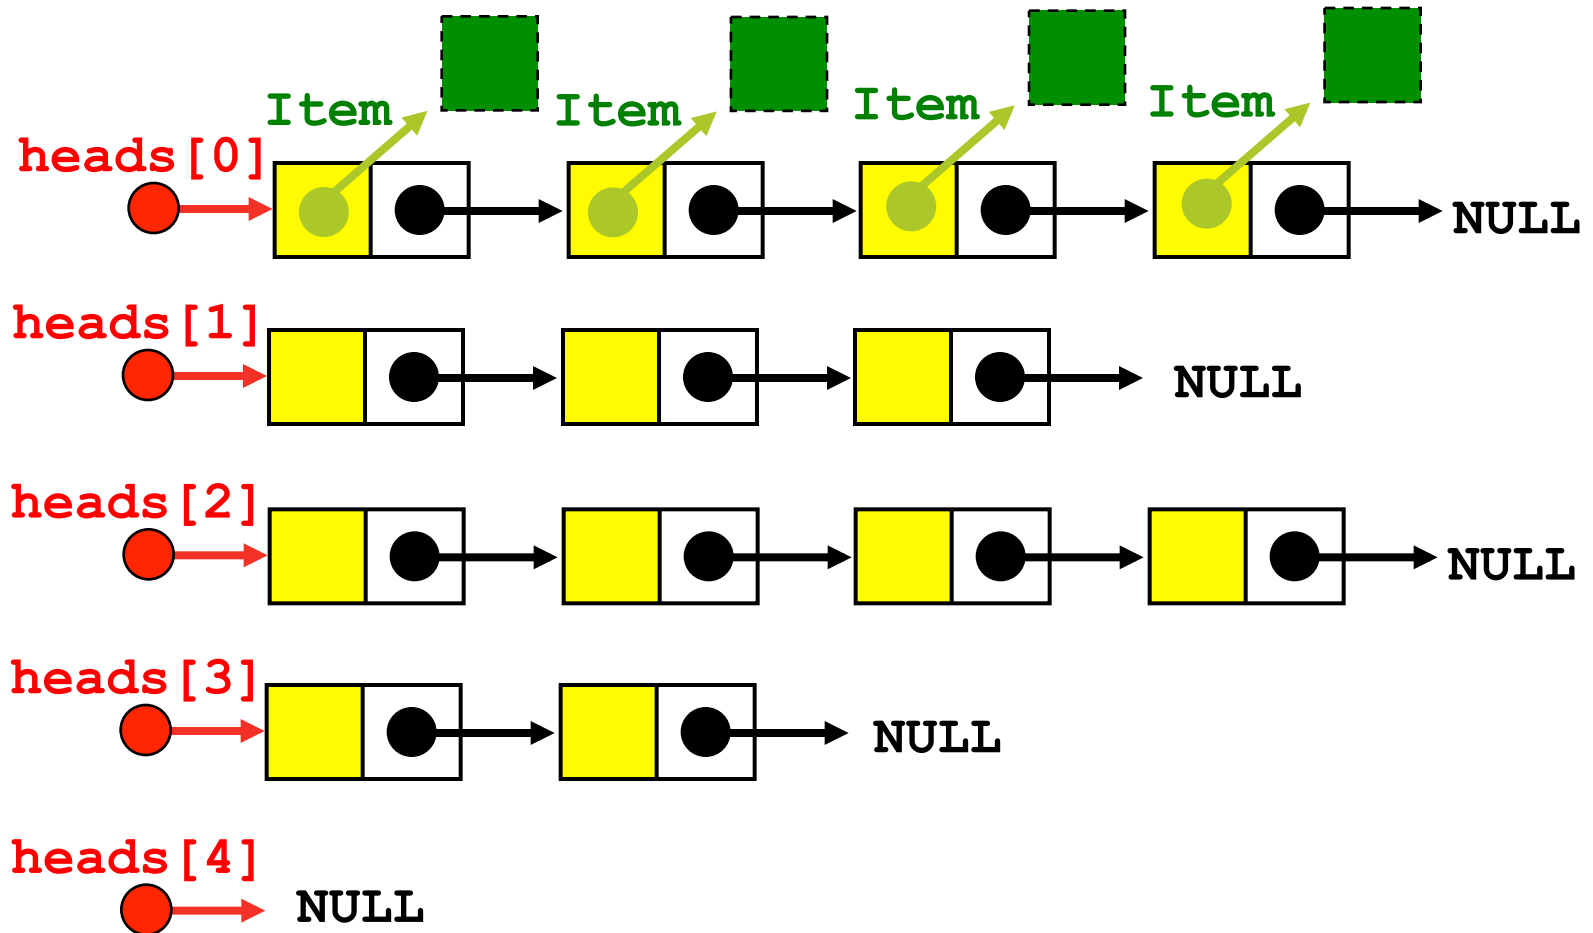 Item Item Item Item
heads[0]
NULL
heads[1]
NULL
heads[2]
NULL
heads[3]
NULL
heads[4]
NULL